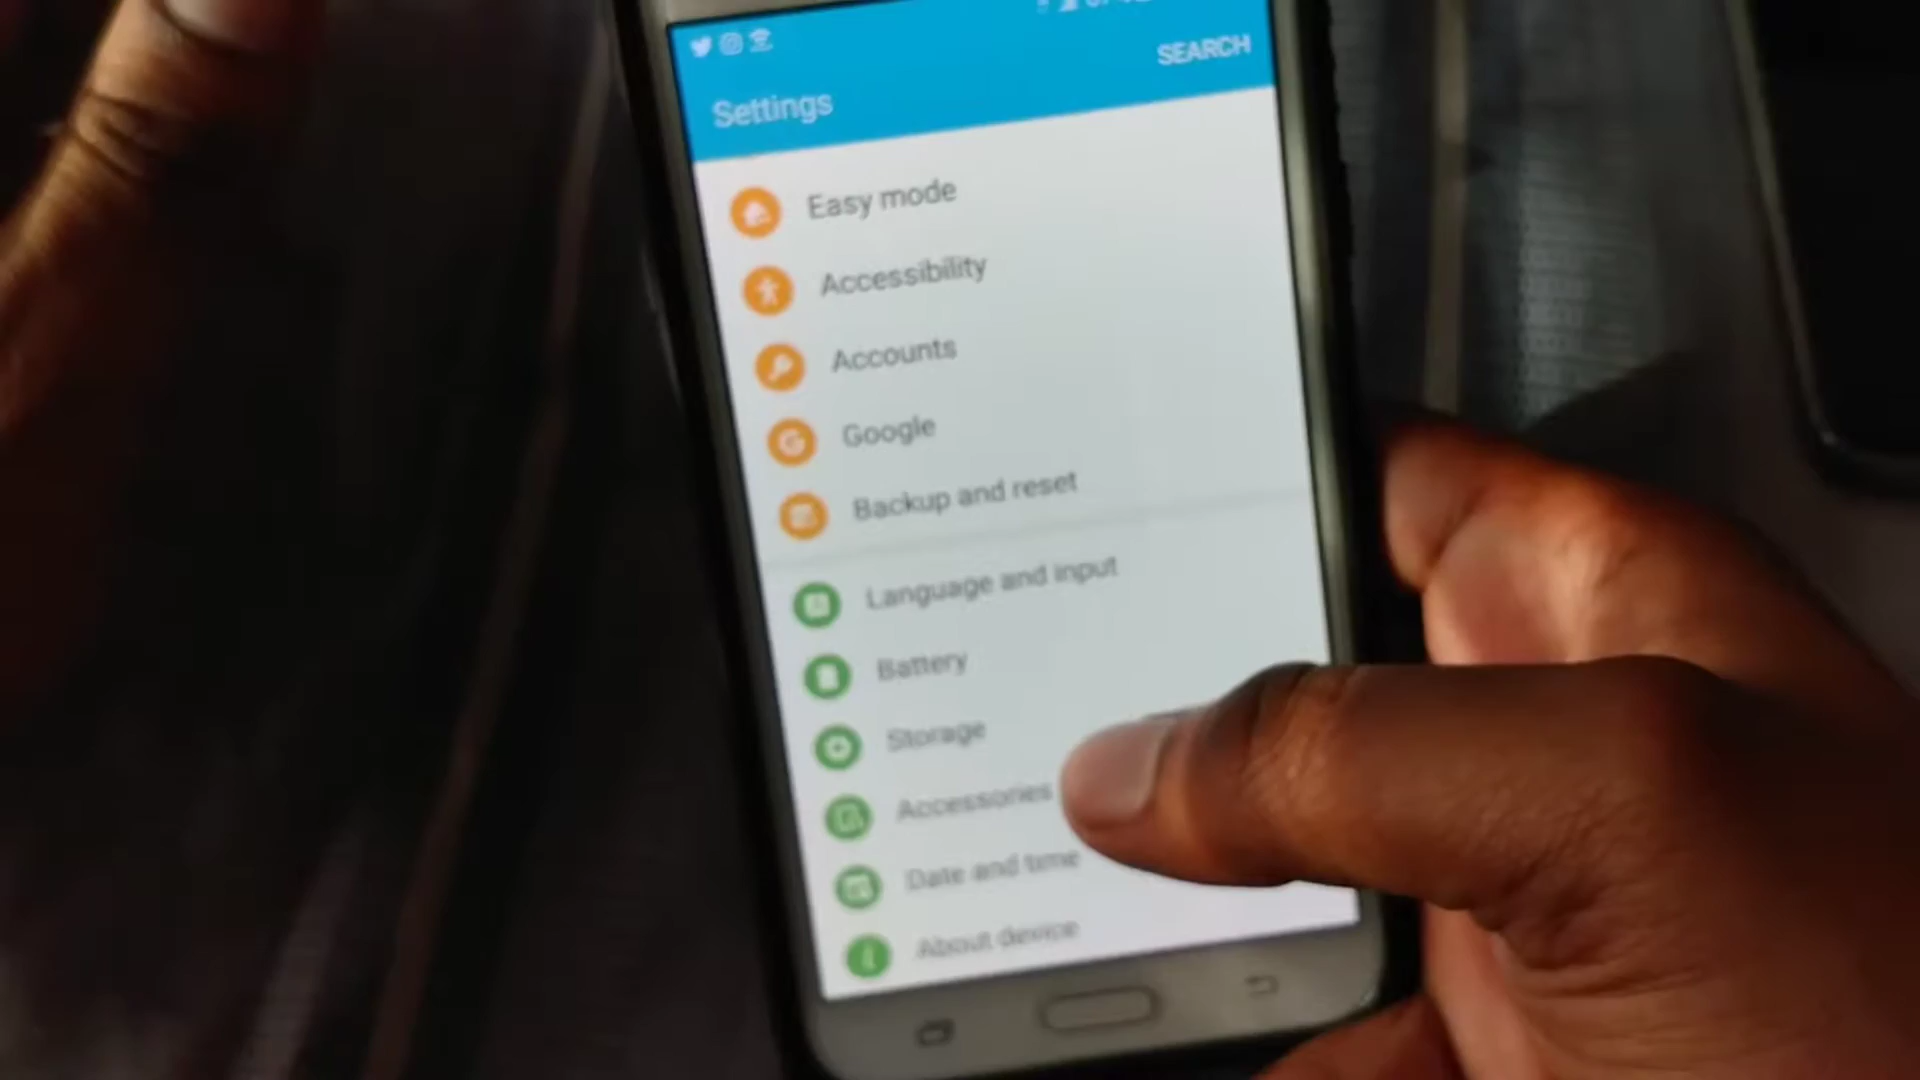 SEARCH
Settings
Easy mode
Accessibility
Accounts
Google
Backup and reset
Language and input
Battery
Storage
Accessories
Date and time
About device